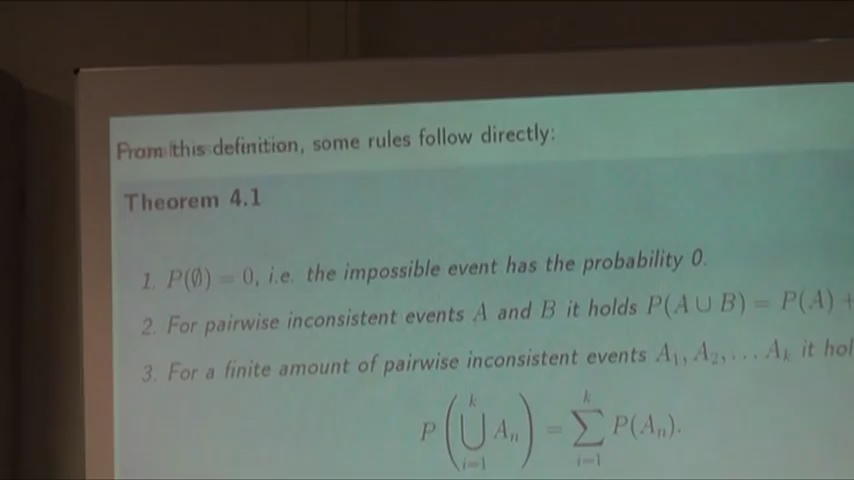 From this definition, some rules follow directly:
Theorem 4.1
1. P(∅) = 0, i.e. the impossible event has the probability 0.
2. For pairwise inconsistent events A and B it holds P(A ∪ B) = P(A) +
3. For a finite amount of pairwise inconsistent events A₁, A₂, . . . Aₖ it hol
P(⋃_{i=1}^{k} Aₙ) = ∑_{i=1}^{k} P(Aₙ).